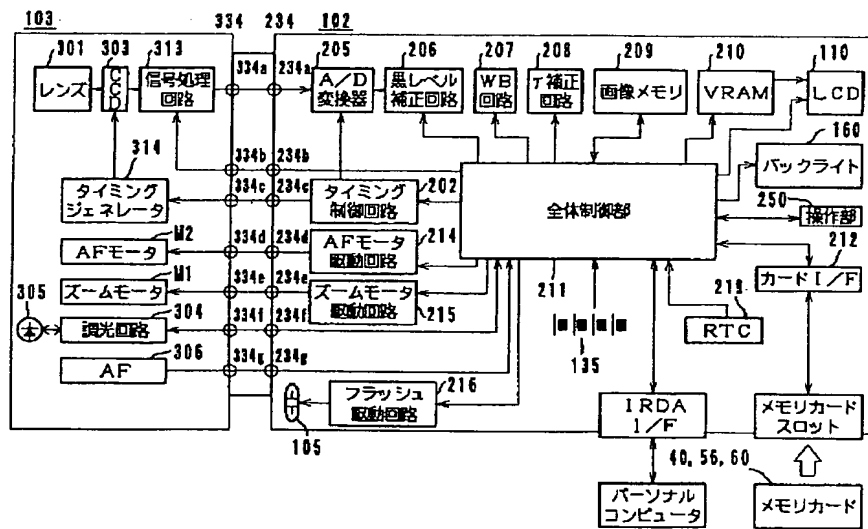 103
334
234
102
301
303
313
334a
234a
205
206
207
208
209
210
110
レンズ
CCD
信号処理
回路
A/D
変換器
黒レベル
補正回路
WB
回路
γ補正
回路
画像メモリ
VRAM
LCD
160
バックライト
314
334b
234b
334c
234c
202
タイミング
ジェネレータ
タイミング
制御回路
全体制御部
250
操作部
M2
334d
234d
214
212
AFモータ
AFモータ
駆動回路
カードI/F
M1
334e
234e
ズームモータ
ズームモータ
駆動回路
215
211
219
RTC
305
304
334f
234f
調光回路
306
334g
234g
AF
135
216
フラッシュ
駆動回路
105
IRDA
I/F
メモリカード
スロット
40,56,60
パーソナル
コンピュータ
メモリカード